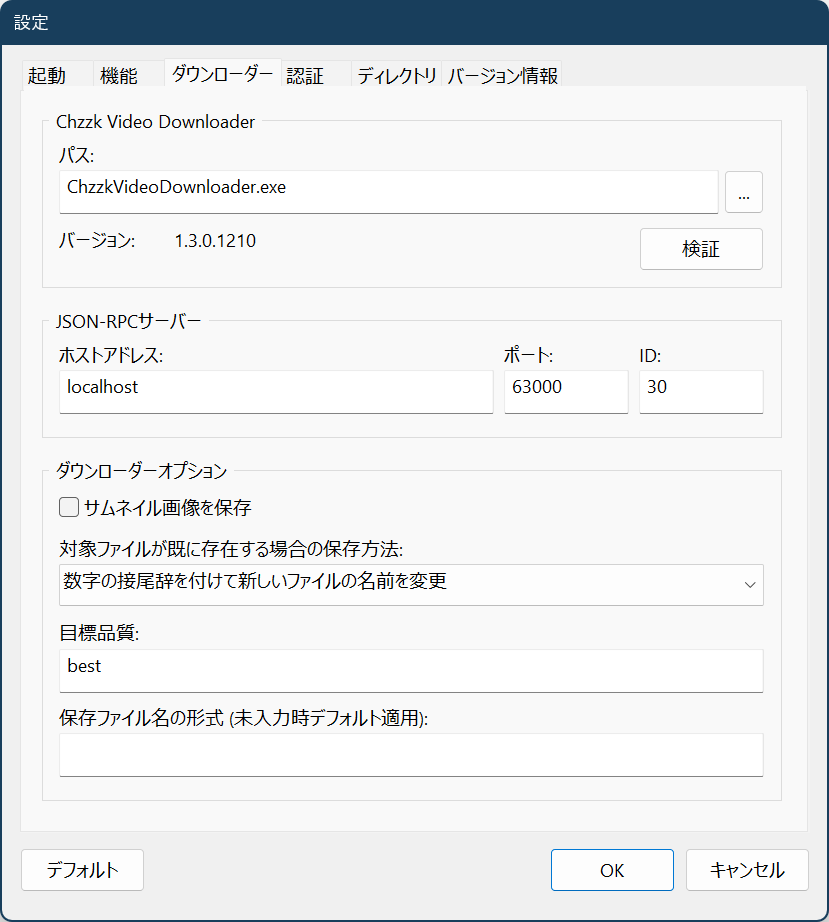 設定
起動 機能 ダウンローダー 認証 ディレクトリ バージョン情報
Chzzk Video Downloader
パス:
ChzzkVideoDownloader.exe ...
バージョン: 1.3.0.1210 検証
JSON-RPCサーバー
ホストアドレス: ポート: ID:
localhost 63000 30
ダウンローダーオプション
サムネイル画像を保存
対象ファイルが既に存在する場合の保存方法:
数字の接尾辞を付けて新しいファイルの名前を変更
目標品質:
best
保存ファイル名の形式 (未入力時デフォルト適用):
デフォルト OK キャンセル